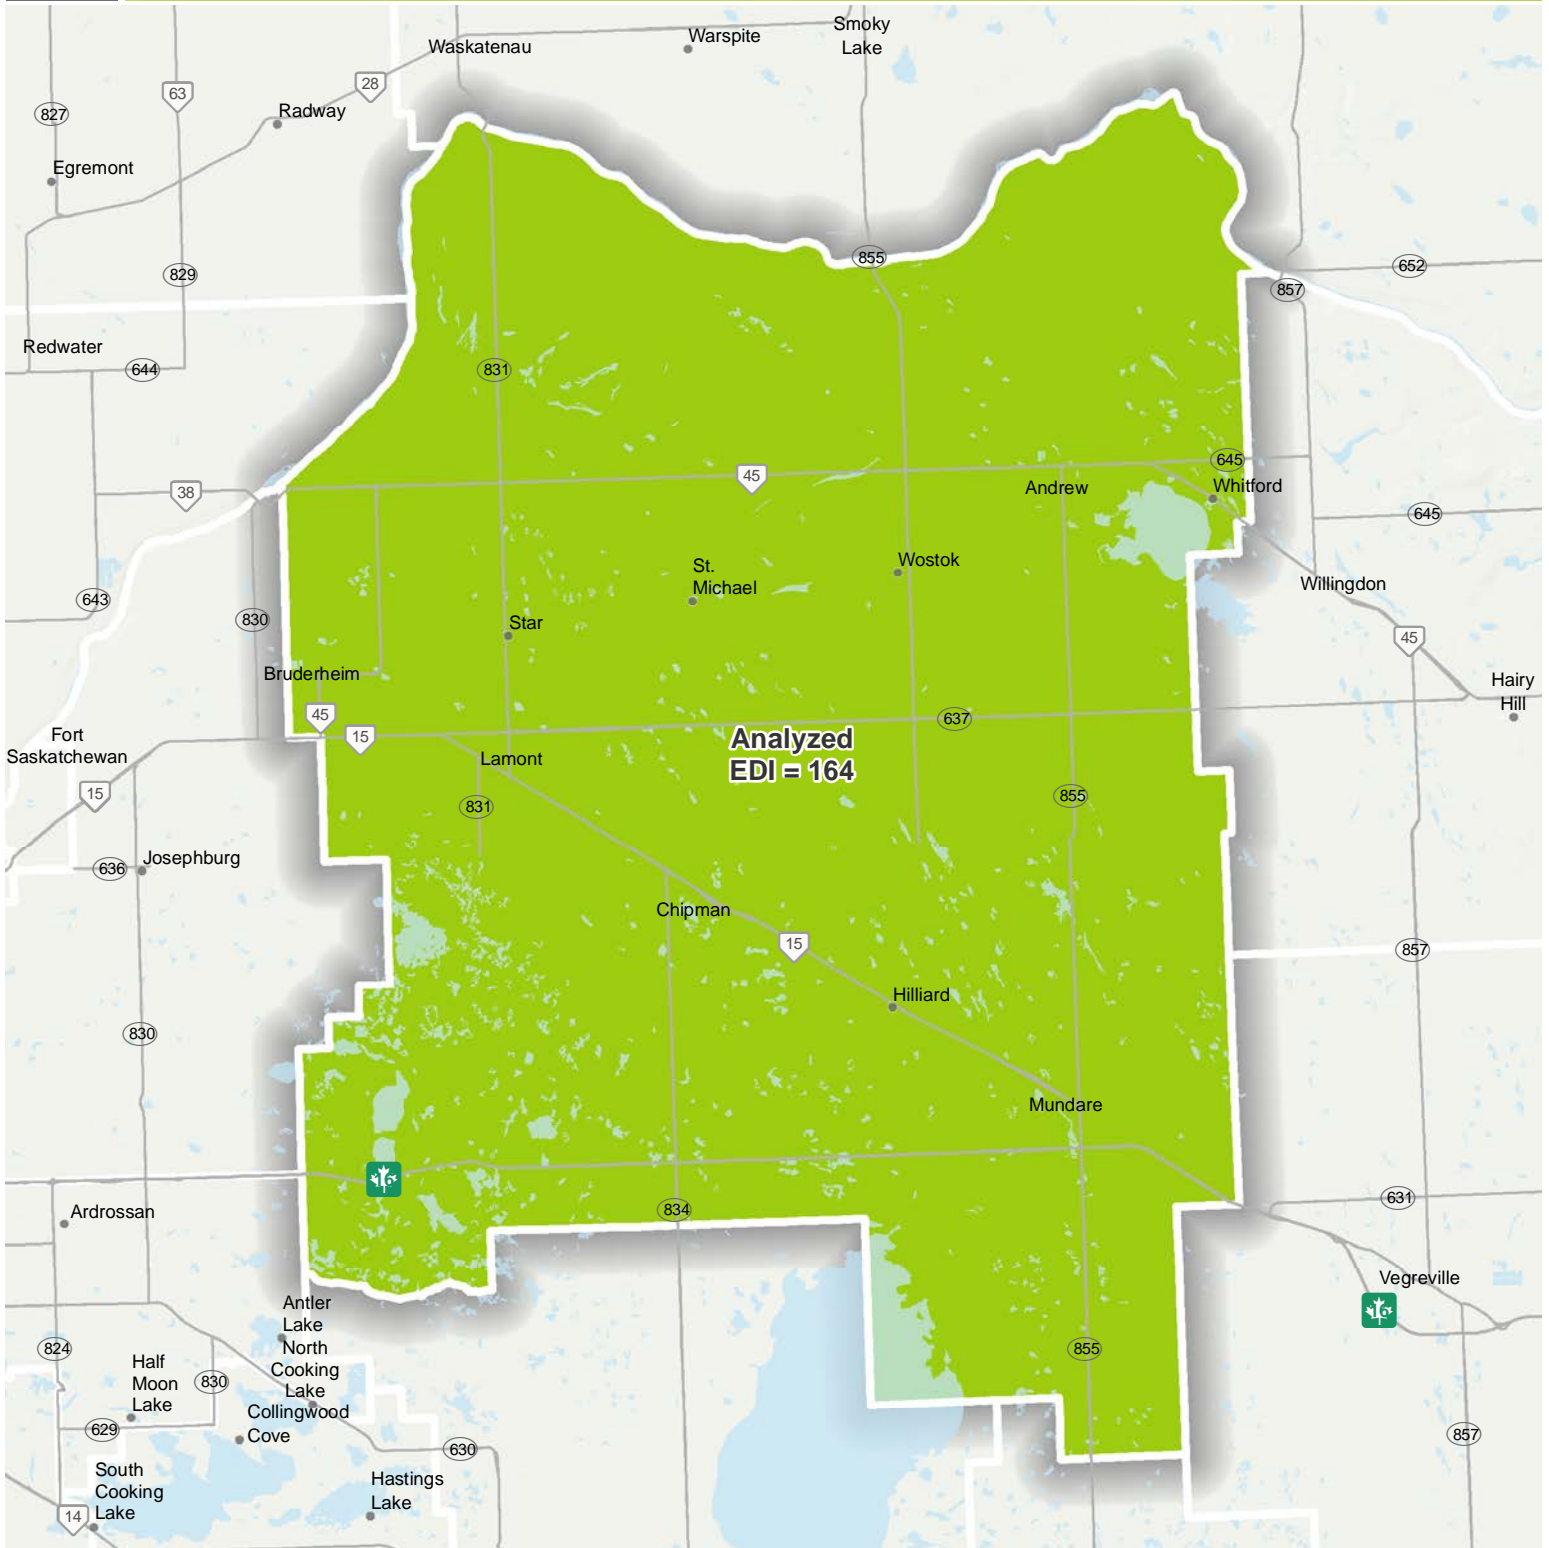 Smoky
Lake
Waskatenau
Warspite
28
63
827
Radway
Egremont
855
652
829
857
Redwater
644
831
645
45
Andrew
Whitford
38
645
St.
Michael
Wostok
Willingdon
643
830
Star
45
Bruderheim
Hairy
Hill
45
637
Fort
Saskatchewan
15
Analyzed
EDI = 164
Lamont
15
831
855
636
Josephburg
Chipman
15
857
Hilliard
830
Mundare
16
631
Ardrossan
834
Vegreville
16
Antler
Lake
824
855
North
Cooking
Lake
Half
Moon
Lake
830
Collingwood
Cove
629
630
857
South
Cooking
Lake
Hastings
Lake
14